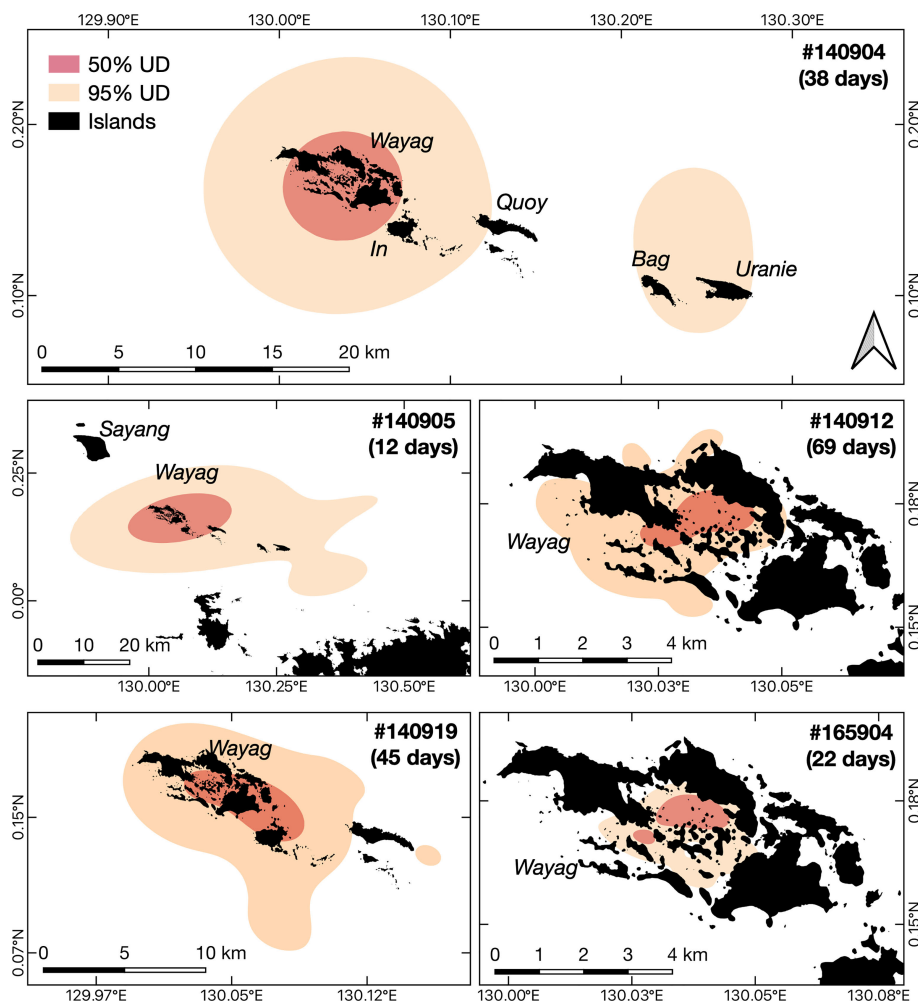 129.90°E 130.00°E 130.10°E 130.20°E 130.30°E
50% UD
95% UD
Islands
#140904
(38 days)
0.20°N 0.20°N
Wayag
Quoy
In
Bag
Uranie
0.10°N 0.10°N
0 5 10 15 20 km
#140905
(12 days)
Sayang
Wayag
0.25°N
0.00°
0 10 20 km
130.00°E 130.25°E 130.50°E
#140912
(69 days)
0.18°N
Wayag
0.15°N
0 1 2 3 4 km
130.00°E 130.03°E 130.05°E
#140919
(45 days)
Wayag
0.15°N
0.07°N
0 5 10 km
129.97°E 130.05°E 130.12°E
#165904
(22 days)
0.18°N
Wayag
0.15°N
0 1 2 3 4 km
130.00°E 130.03°E 130.05°E 130.08°E